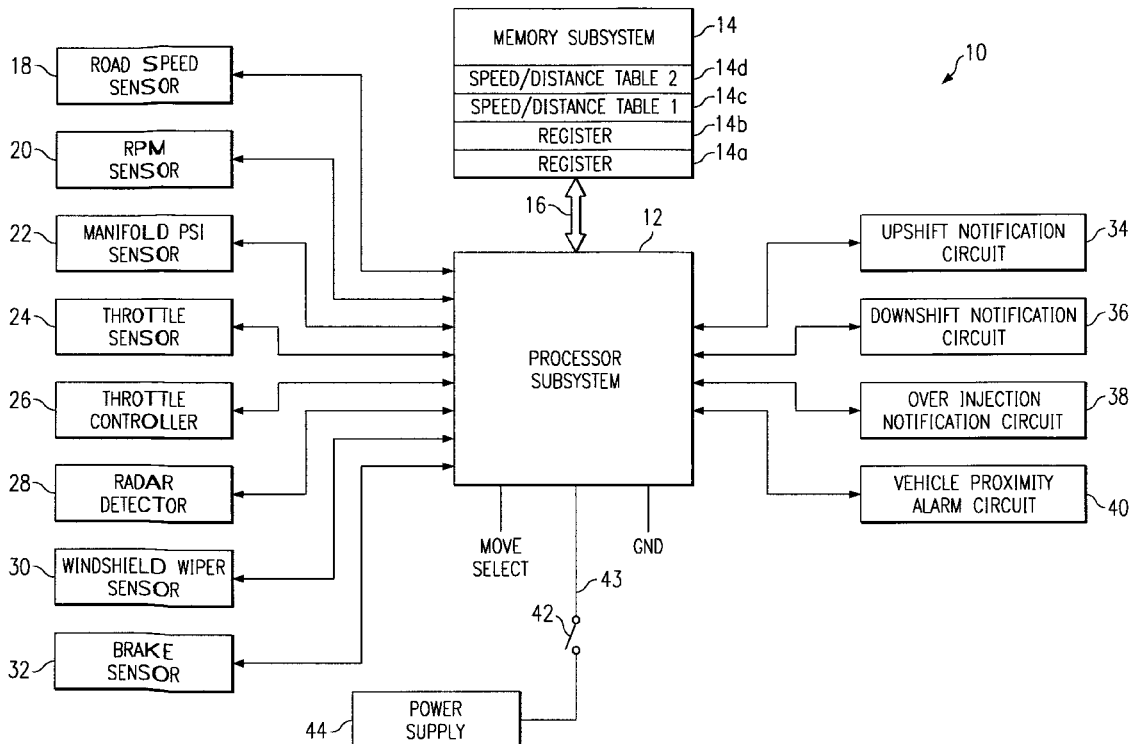 10
MEMORY SUBSYSTEM
14
SPEED/DISTANCE TABLE 2
14d
SPEED/DISTANCE TABLE 1
14c
REGISTER
14b
REGISTER
14a
16
12
PROCESSOR
SUBSYSTEM
18
ROAD SPEED
SENSOR
20
RPM
SENSOR
22
MANIFOLD PSI
SENSOR
24
THROTTLE
SENSOR
26
THROTTLE
CONTROLLER
28
RADAR
DETECTOR
30
WINDSHIELD WIPER
SENSOR
32
BRAKE
SENSOR
UPSHIFT NOTIFICATION
CIRCUIT
34
DOWNSHIFT NOTIFICATION
CIRCUIT
36
OVER INJECTION
NOTIFICATION CIRCUIT
38
VEHICLE PROXIMITY
ALARM CIRCUIT
40
MOVE
SELECT
GND
43
42
44
POWER
SUPPLY